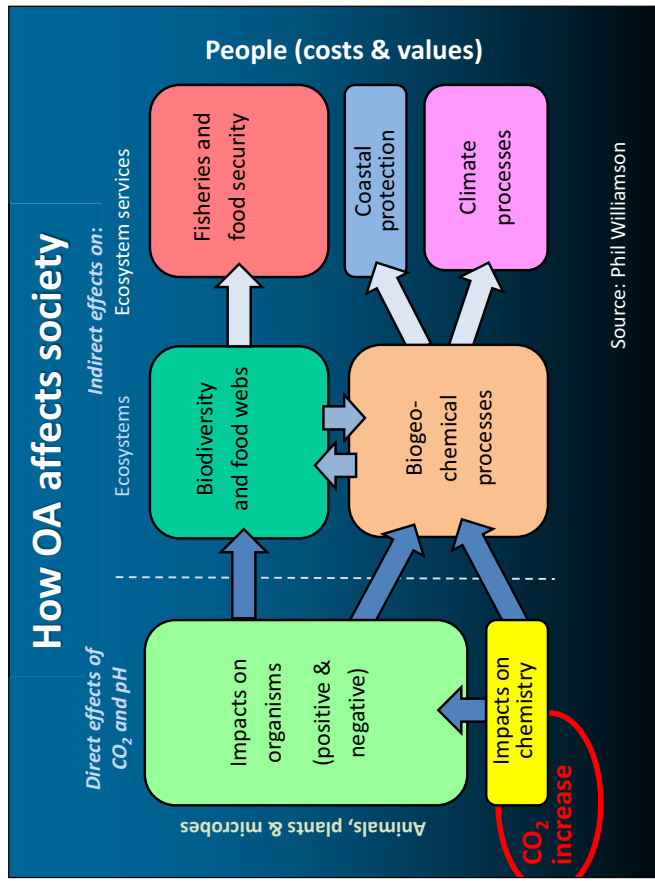 How OA affects society
Direct effects of
CO₂ and pH
Indirect effects on:
Ecosystems
Ecosystem services
Animals, plants & microbes
Impacts on
organisms
(positive &
negative)
Biodiversity
and food webs
Fisheries and
food security
People (costs & values)
Impacts on
chemistry
Biogeo-
chemical
processes
Coastal
protection
Climate
processes
CO₂
increase
Source: Phil Williamson